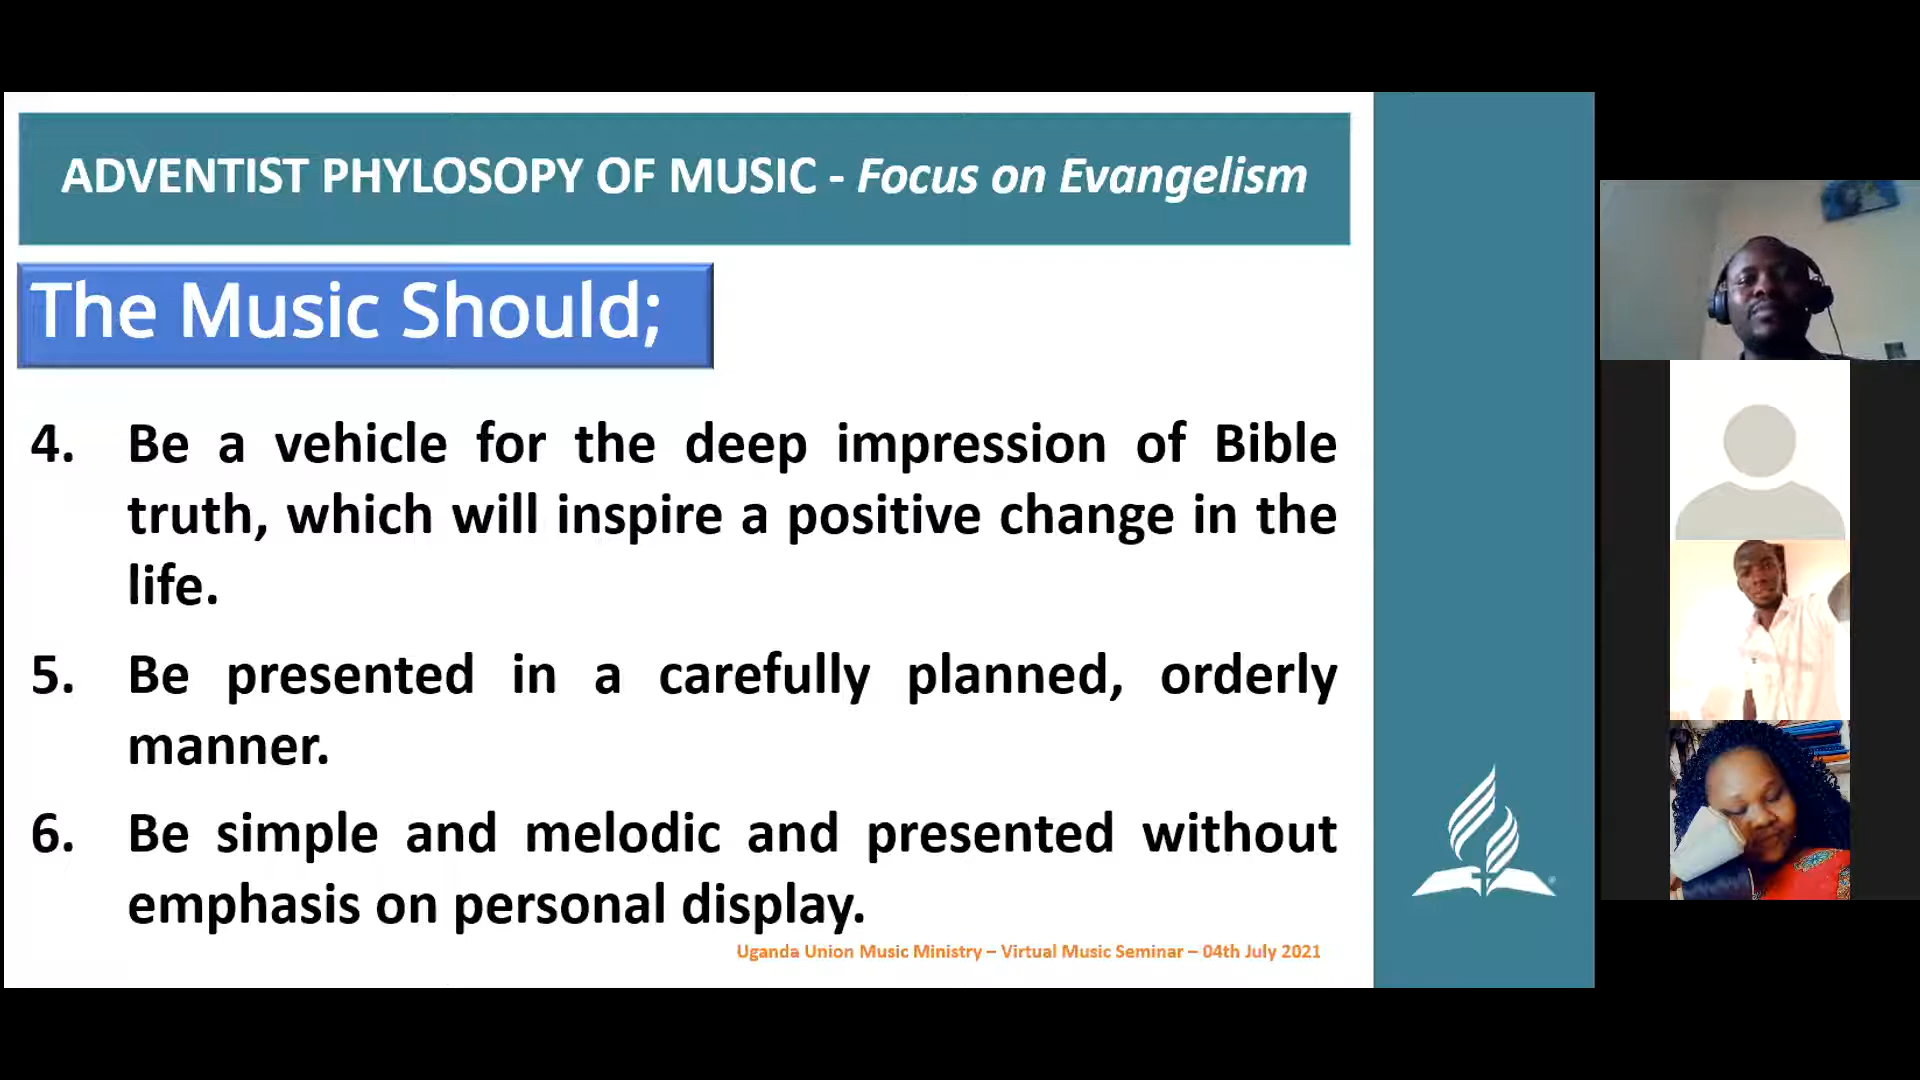 ADVENTIST PHYLOSOPY OF MUSIC - Focus on Evangelism
The Music Should;
4. Be a vehicle for the deep impression of Bible
truth, which will inspire a positive change in the
life.
5. Be presented in a carefully planned, orderly
manner.
6. Be simple and melodic and presented without
emphasis on personal display.
Uganda Union Music Ministry – Virtual Music Seminar – 04th July 2021